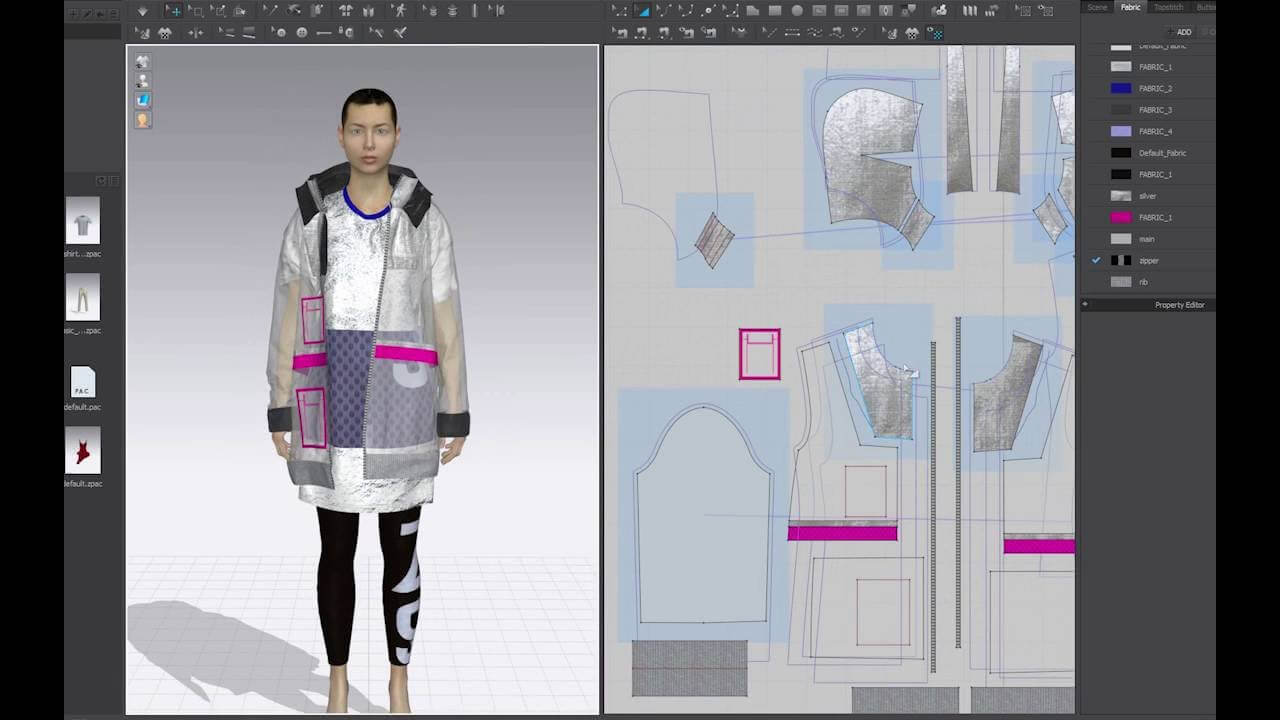 Scene Fabric Topstitch Button
ADD
Default_Fabric
FABRIC_1
FABRIC_2
FABRIC_3
FABRIC_4
Default_Fabric
FABRIC_1
silver
FABRIC_1
main
zipper
rib
Property Editor
shirt....zpac
sic_...zpac
PAC
default.pac
default.zpac